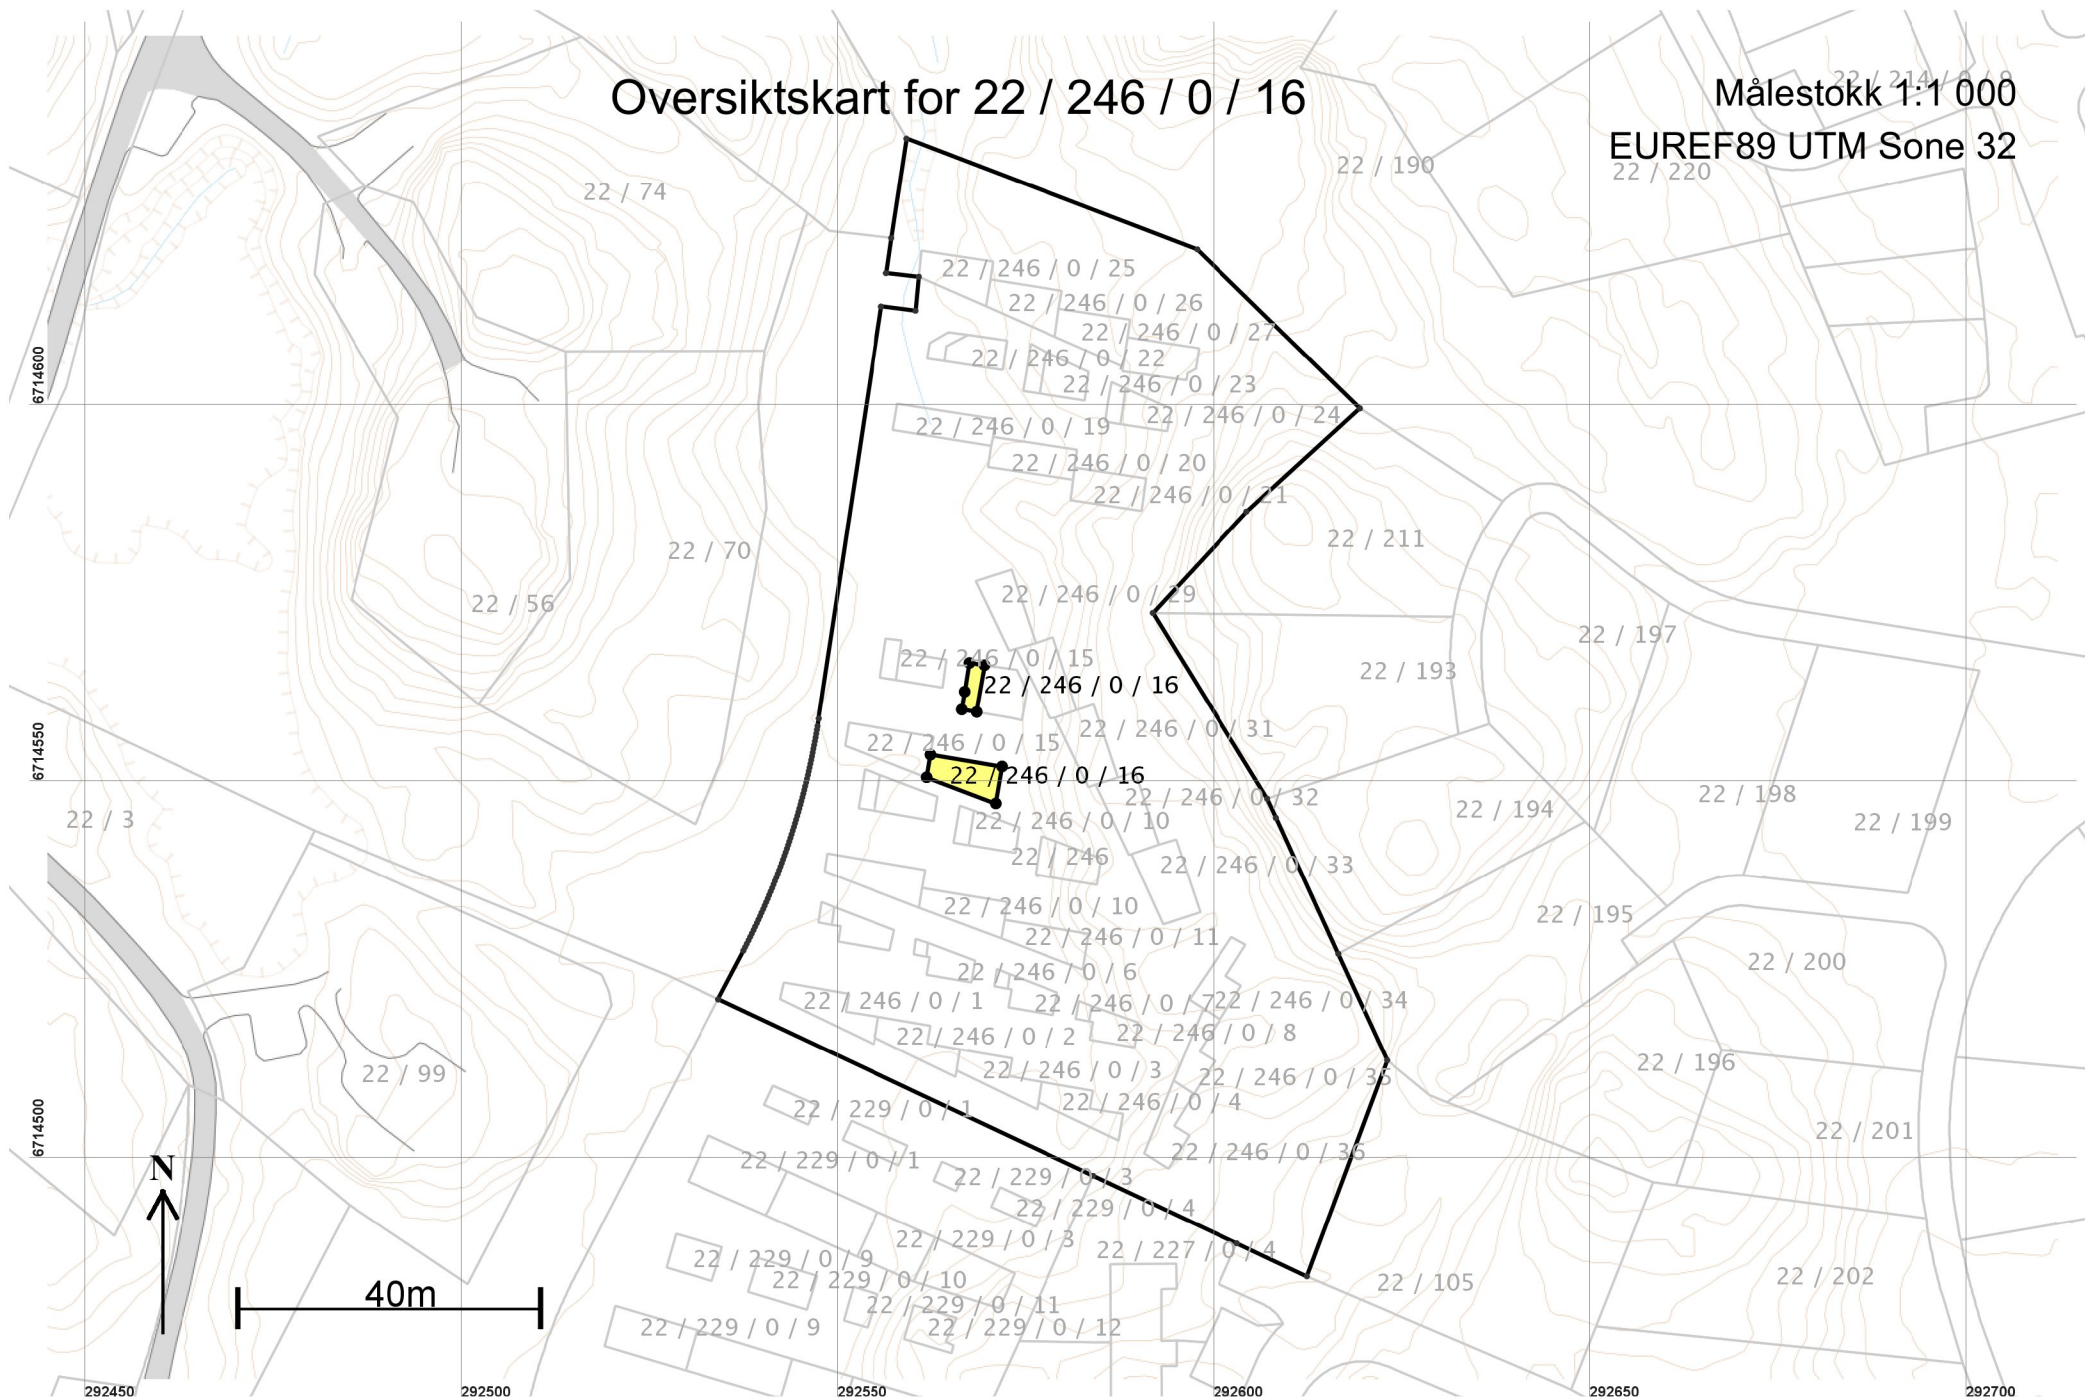 Oversiktskart for 22 / 246 / 0 / 16
22 / 214 / 0 / 8
Målestokk 1:1 000
EUREF89 UTM Sone 32
22 / 190
22 / 220
22 / 74
22 / 246 / 0 / 25
22 / 246 / 0 / 26
22 / 246 / 0 / 27
22 / 246 / 0 / 22
22 / 246 / 0 / 23
22 / 246 / 0 / 24
6714600
22 / 246 / 0 / 19
22 / 246 / 0 / 20
22 / 246 / 0 / 21
22 / 211
22 / 70
22 / 56
22 / 246 / 0 / 29
22 / 197
22 / 246 / 0 / 15
22 / 193
22 / 246 / 0 / 16
22 / 246 / 0 / 31
22 / 246 / 0 / 15
6714550
22 / 246 / 0 / 16
22 / 246 / 0 / 32
22 / 198
22 / 194
22 / 3
22 / 246 / 0 / 10
22 / 199
22 / 246
22 / 246 / 0 / 33
22 / 246 / 0 / 10
22 / 195
22 / 246 / 0 / 11
22 / 200
22 / 246 / 0 / 6
22 / 246 / 0 / 1
22 / 246 / 0 / 7
22 / 246 / 0 / 34
22 / 246 / 0 / 2
22 / 246 / 0 / 8
22 / 196
22 / 99
22 / 246 / 0 / 3
22 / 246 / 0 / 35
22 / 246 / 0 / 4
22 / 229 / 0 / 1
6714500
22 / 201
22 / 246 / 0 / 36
22 / 229 / 0 / 1
N
22 / 229 / 0 / 3
22 / 229 / 0 / 4
22 / 229 / 0 / 3
22 / 227 / 0 / 4
22 / 229 / 0 / 9
22 / 229 / 0 / 10
22 / 105
22 / 202
40m
22 / 229 / 0 / 11
22 / 229 / 0 / 9
22 / 229 / 0 / 12
292450
292500
292550
292600
292650
292700